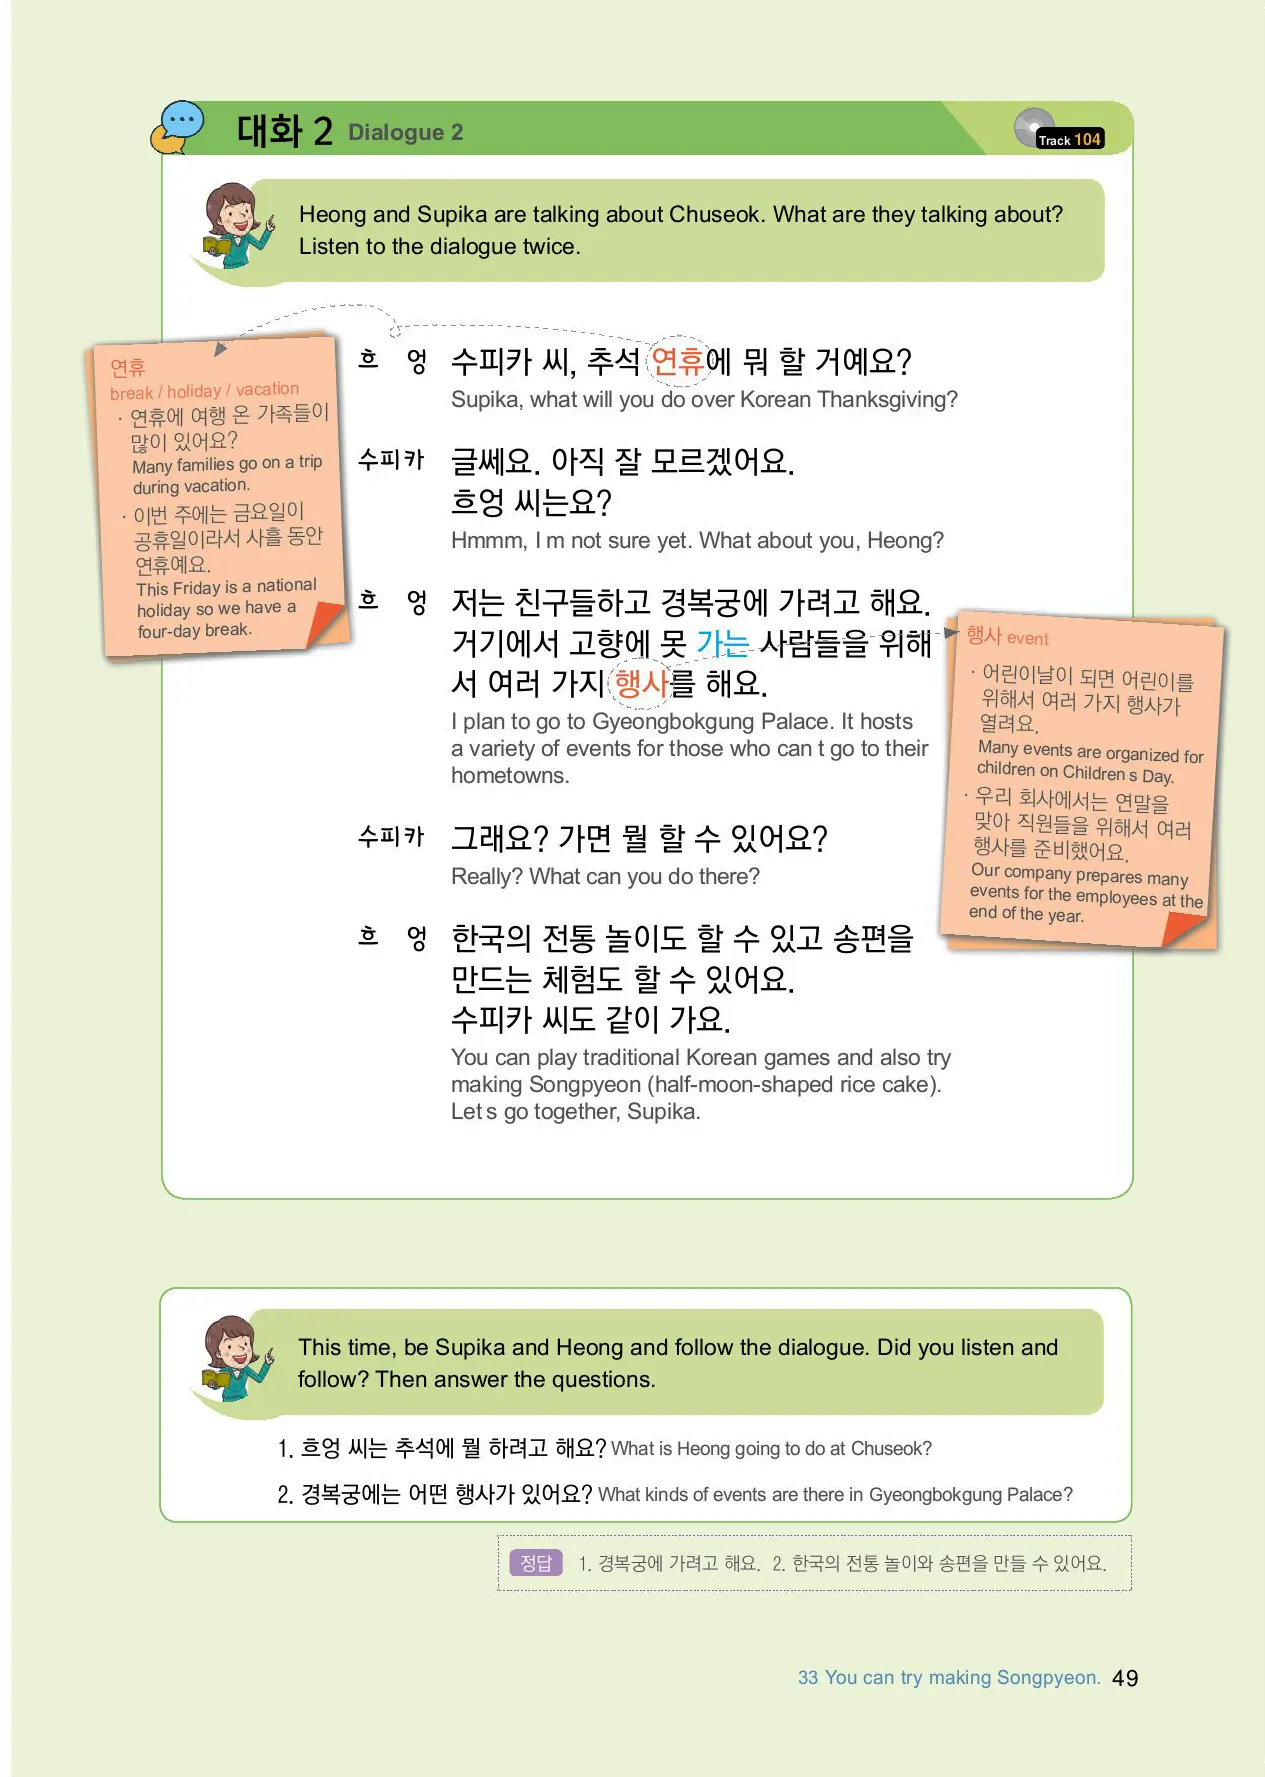 대화 2 Dialogue 2
Track 104
Heong and Supika are talking about Chuseok. What are they talking about?
Listen to the dialogue twice.
흐 엉 수피카 씨, 추석 연휴에 뭐 할 거예요?
Supika, what will you do over Korean Thanksgiving?
수피카 글쎄요. 아직 잘 모르겠어요.
흐엉 씨는요?
Hmmm, I m not sure yet. What about you, Heong?
흐 엉 저는 친구들하고 경복궁에 가려고 해요.
거기에서 고향에 못 가는 사람들을 위해
서 여러 가지 행사를 해요.
I plan to go to Gyeongbokgung Palace. It hosts
a variety of events for those who can t go to their
hometowns.
수피카 그래요? 가면 뭘 할 수 있어요?
Really? What can you do there?
흐 엉 한국의 전통 놀이도 할 수 있고 송편을
만드는 체험도 할 수 있어요.
수피카 씨도 같이 가요.
You can play traditional Korean games and also try
making Songpyeon (half-moon-shaped rice cake).
Let s go together, Supika.
연휴
break / holiday / vacation
· 연휴에 여행 온 가족들이
많이 있어요?
Many families go on a trip
during vacation.
· 이번 주에는 금요일이
공휴일이라서 사흘 동안
연휴예요.
This Friday is a national
holiday so we have a
four-day break.
행사 event
· 어린이날이 되면 어린이를
위해서 여러 가지 행사가
열려요.
Many events are organized for
children on Children s Day.
· 우리 회사에서는 연말을
맞아 직원들을 위해서 여러
행사를 준비했어요.
Our company prepares many
events for the employees at the
end of the year.
This time, be Supika and Heong and follow the dialogue. Did you listen and
follow? Then answer the questions.
1. 흐엉 씨는 추석에 뭘 하려고 해요? What is Heong going to do at Chuseok?
2. 경복궁에는 어떤 행사가 있어요? What kinds of events are there in Gyeongbokgung Palace?
정답 1. 경복궁에 가려고 해요. 2. 한국의 전통 놀이와 송편을 만들 수 있어요.
33 You can try making Songpyeon. 49